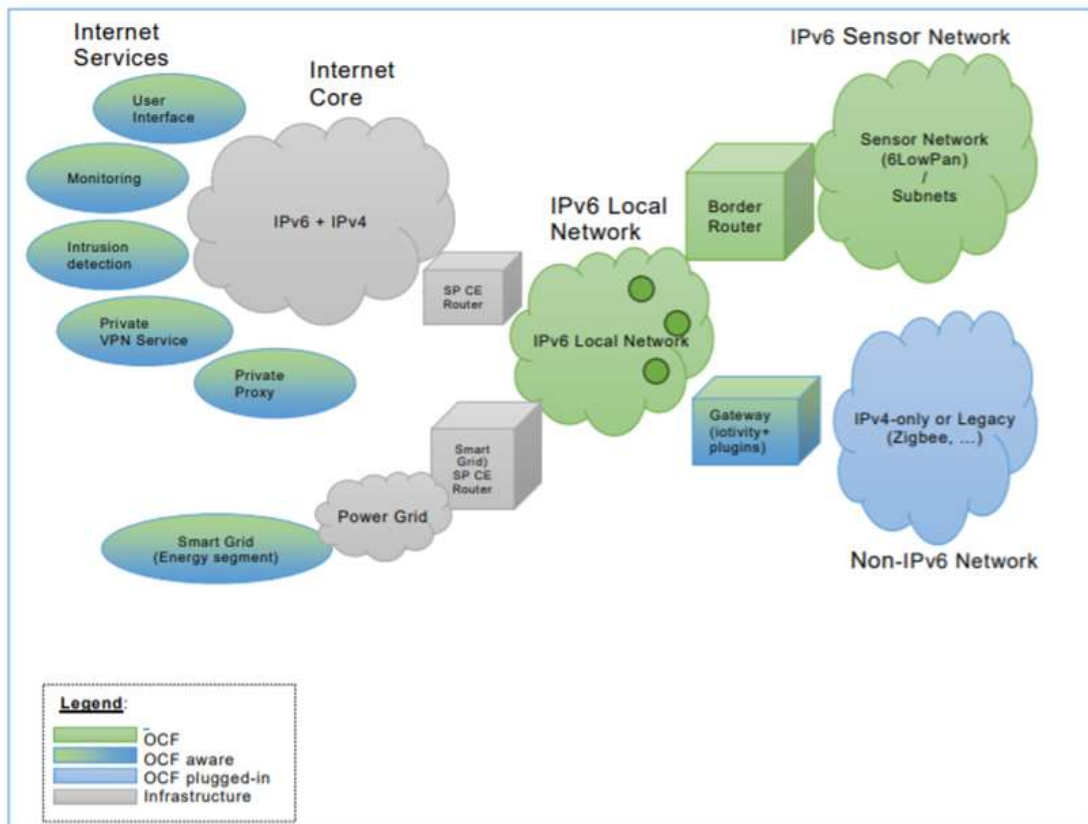 Internet
Services
User
Interface
Monitoring
Intrusion
detection
Private
VPN Service
Private
Proxy
Internet
Core
IPv6 + IPv4
SP CE
Router
IPv6 Local
Network
IPv6 Local Network
IPv6 Sensor Network
Sensor Network
(6LowPan)
/
Subnets
Border
Router
Gateway
(iotivity+
plugins)
IPv4-only or Legacy
(Zigbee, ...)
Non-IPv6 Network
Smart
Grid)
SP CE
Router
Power Grid
Smart Grid
(Energy segment)
Legend:
OCF
OCF aware
OCF plugged-in
Infrastructure